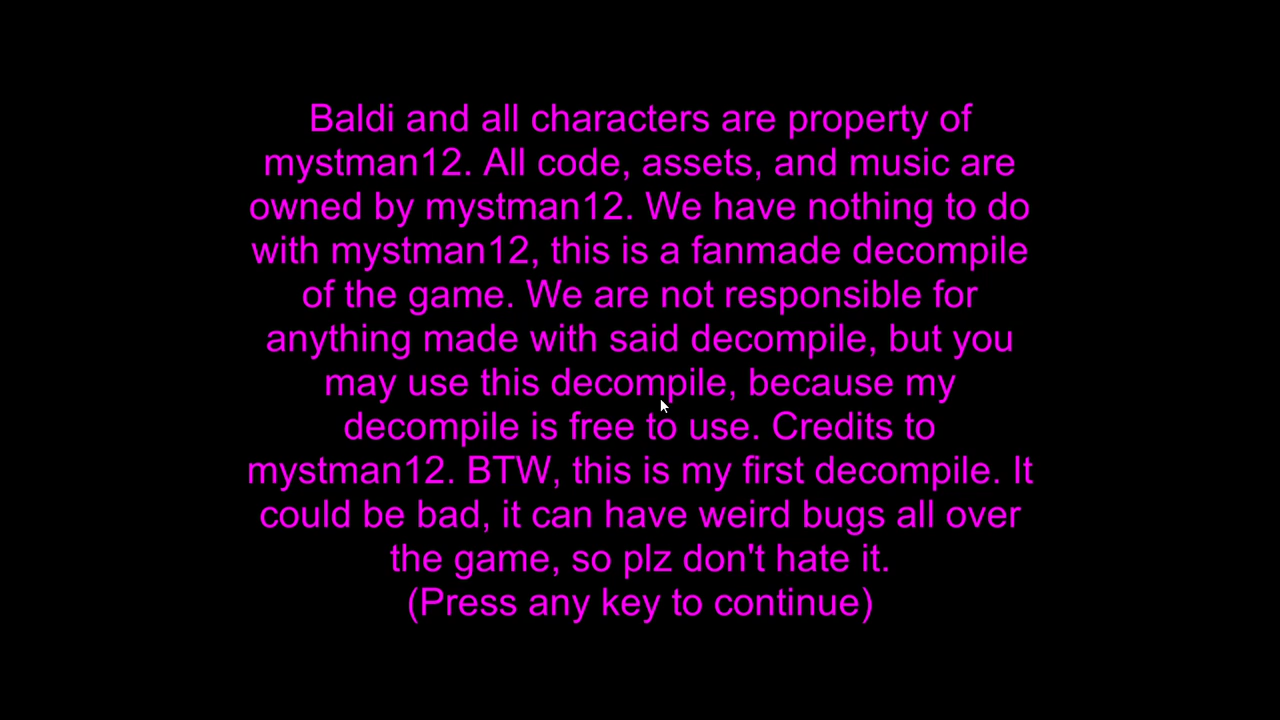 Baldi and all characters are property of
mystman12. All code, assets, and music are
owned by mystman12. We have nothing to do
with mystman12, this is a fanmade decompile
of the game. We are not responsible for
anything made with said decompile, but you
may use this decompile, because my
decompile is free to use. Credits to
mystman12. BTW, this is my first decompile. It
could be bad, it can have weird bugs all over
the game, so plz don't hate it.
(Press any key to continue)